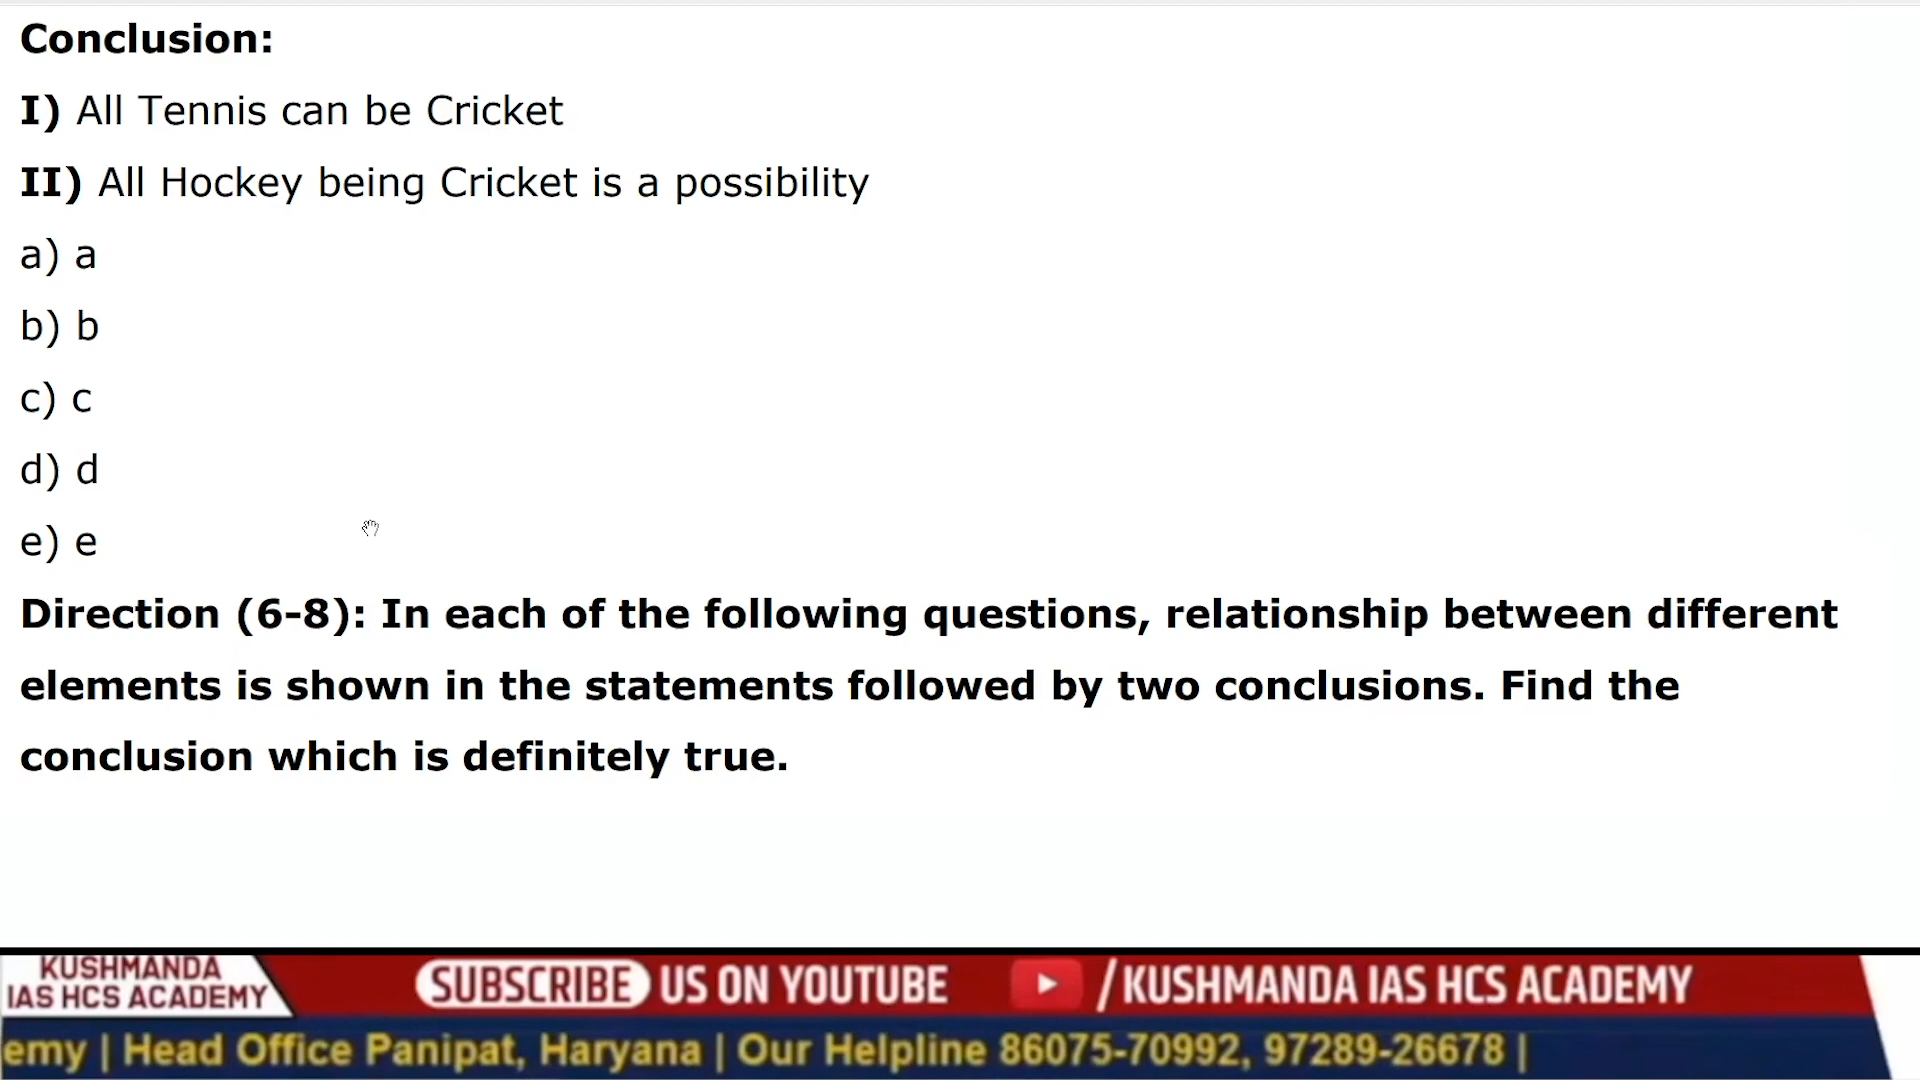 Conclusion:
I) All Tennis can be Cricket
II) All Hockey being Cricket is a possibility
a) a
b) b
c) c
d) d
e) e
Direction (6-8): In each of the following questions, relationship between different
elements is shown in the statements followed by two conclusions. Find the
conclusion which is definitely true.
KUSHMANDA
IAS HCS ACADEMY
SUBSCRIBE US ON YOUTUBE /KUSHMANDA IAS HCS ACADEMY
emy | Head Office Panipat, Haryana | Our Helpline 86075-70992, 97289-26678 |